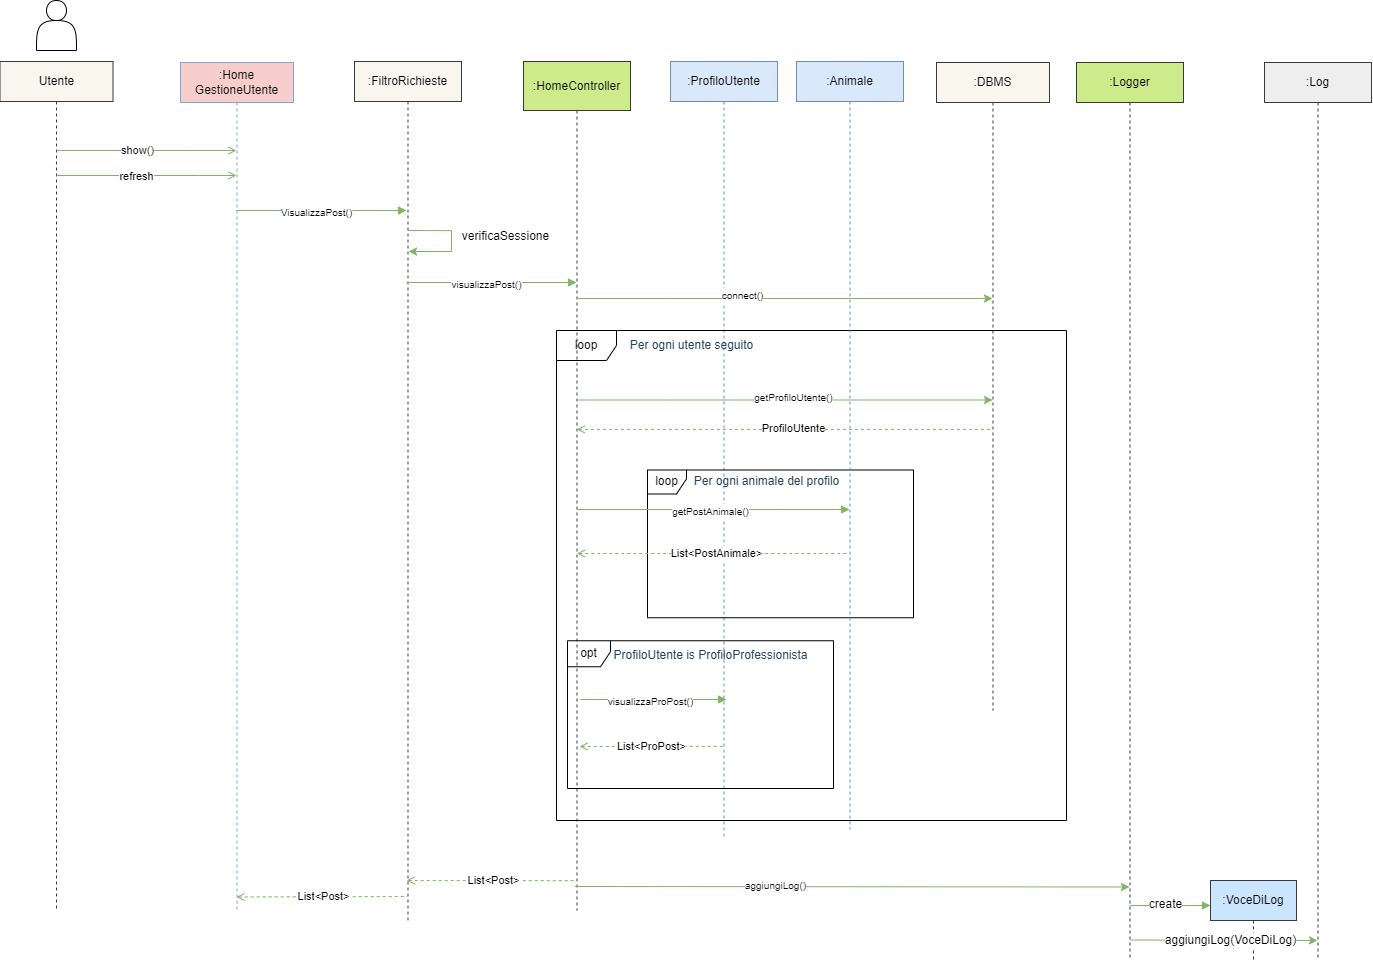 Utente
:Home
GestioneUtente
:FiltroRichieste
:HomeController
:ProfiloUtente
:Animale
:DBMS
:Logger
:Log
show()
refresh
VisualizzaPost()
verificaSessione
visualizzaPost()
connect()
loop
Per ogni utente seguito
getProfiloUtente()
ProfiloUtente
loop
Per ogni animale del profilo
getPostAnimale()
List<PostAnimale>
opt
ProfiloUtente is ProfiloProfessionista
visualizzaProPost()
List<ProPost>
List<Post>
aggiungiLog()
List<Post>
create
:VoceDiLog
aggiungiLog(VoceDiLog)